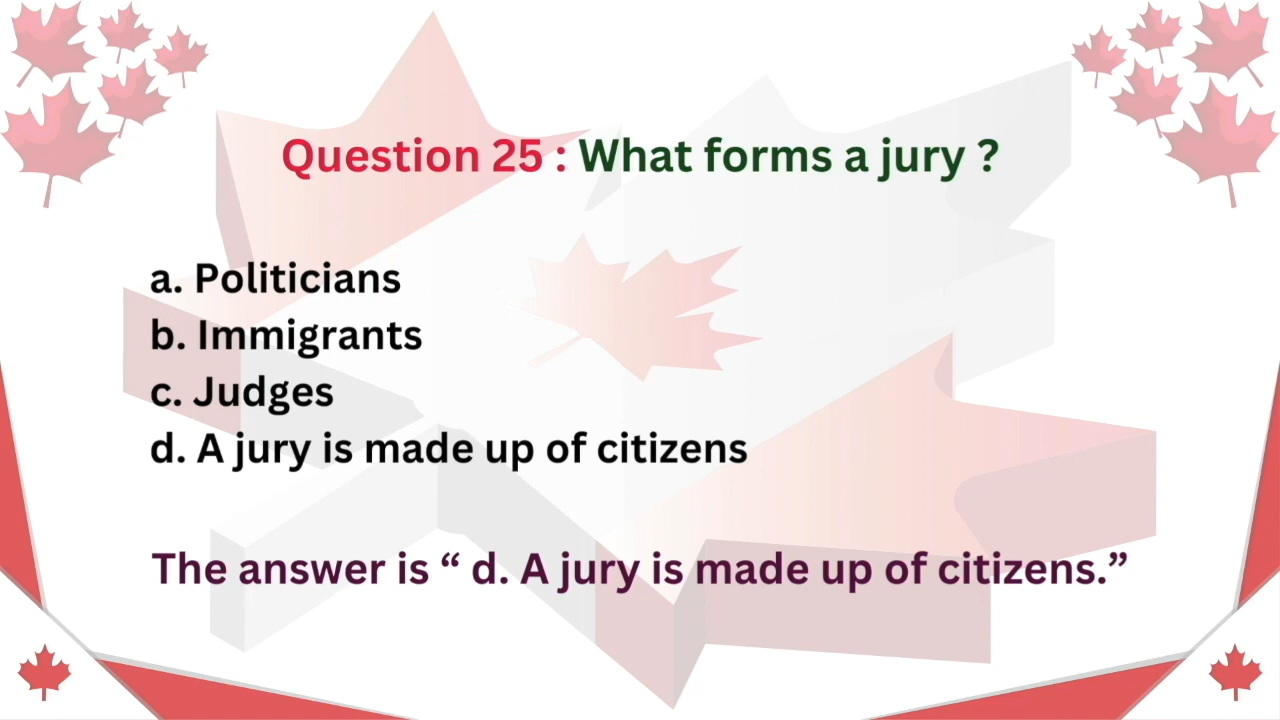 Question 25 : What forms a jury ?
a. Politicians
b. Immigrants
c. Judges
d. A jury is made up of citizens
The answer is “ d. A jury is made up of citizens.”